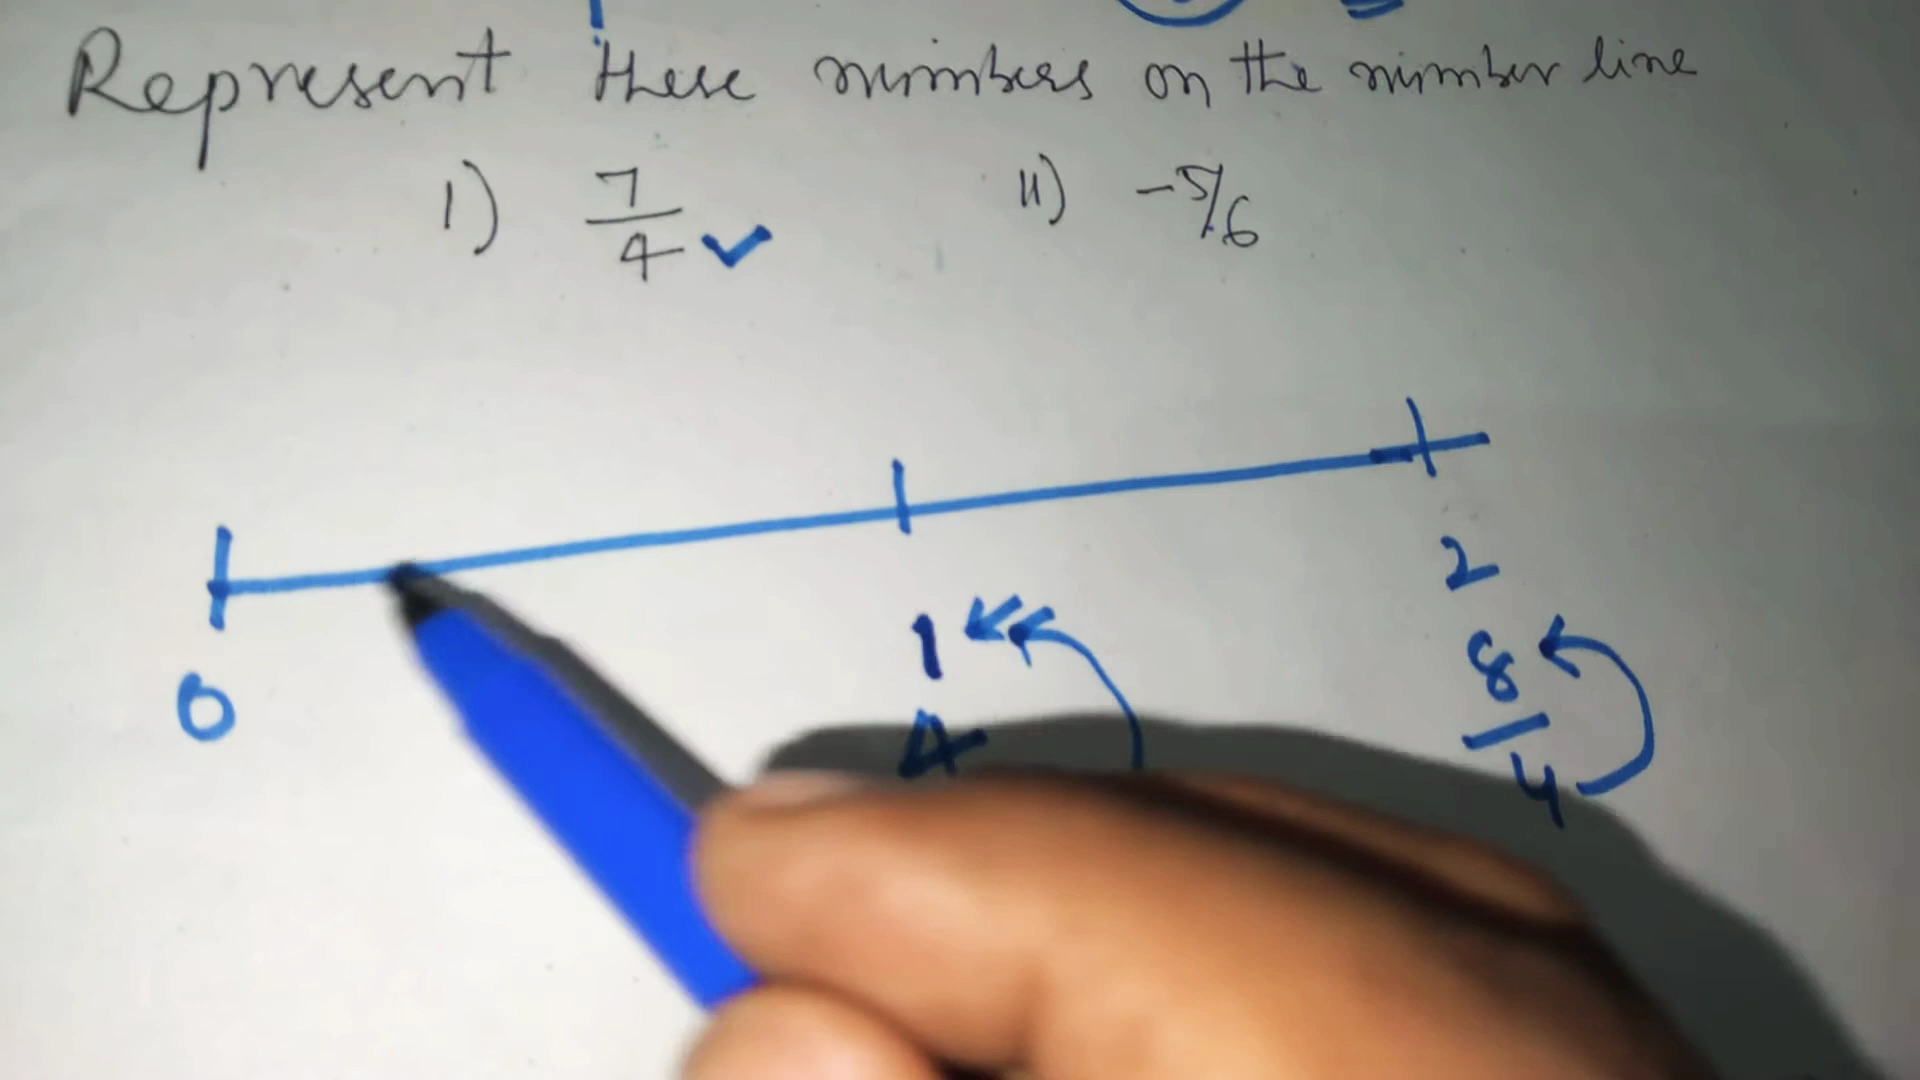 Represent these numbers on the number line
I) 7/4 ✓ II) -5/6
0 1 2
4 8/4